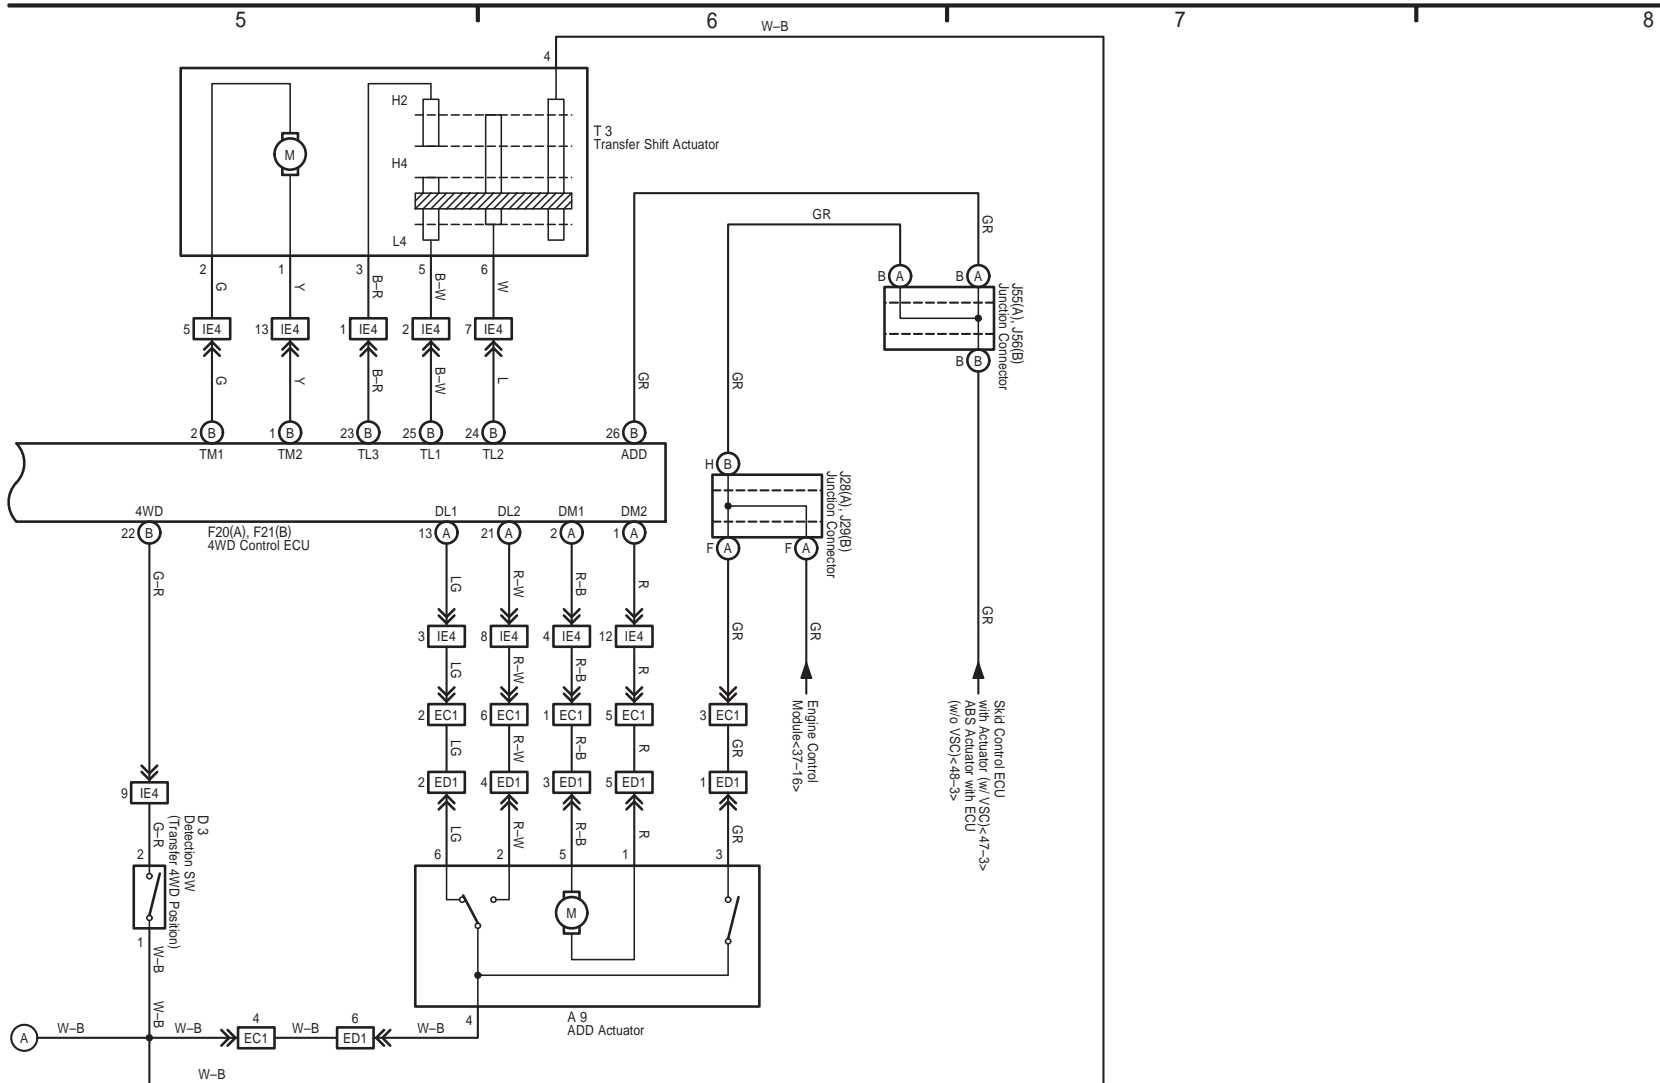 5
6
7
8
W–B
4
H2
H4
L4
M
T 3
Transfer Shift Actuator
2
1
3
5
6
G
Y
B–R
B–W
W
5 IE4
13 IE4
1 IE4
2 IE4
7 IE4
G
Y
B–R
B–W
L
GR
GR
GR
GR
B A
B A
B B
J55(A), J56(B)
Junction Connector
2 B
1 B
23 B
25 B
24 B
26 B
TM1
TM2
TL3
TL1
TL2
ADD
H B
J28(A), J29(B)
Junction Connector
F A
F A
4WD
DL1
DL2
DM1
DM2
22 B
F20(A), F21(B)
4WD Control ECU
13 A
21 A
2 A
1 A
G–R
LG
R–W
R–B
R
GR
GR
GR
3 IE4
8 IE4
4 IE4
12 IE4
LG
R–W
R–B
R
2 EC1
6 EC1
1 EC1
5 EC1
3 EC1
Engine Control
Module<37–16>
Skid Control ECU
with Actuator (w/ VSC)<47–3>
ABS Actuator with ECU
(w/o VSC)<48–3>
LG
R–W
R–B
R
GR
9 IE4
2 ED1
4 ED1
3 ED1
5 ED1
1 ED1
G–R
D 3
Detection SW
(Transfer 4WD Position)
LG
R–W
R–B
R
GR
2
6
2
5
1
3
M
1
W–B
W–B
A
W–B
W–B
4
EC1
W–B
6
ED1
W–B
4
A 9
ADD Actuator
W–B